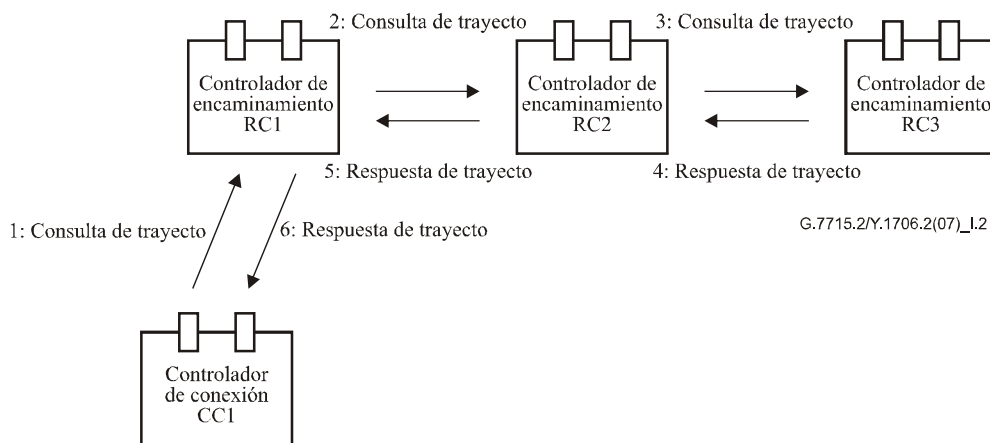 2: Consulta de trayecto
3: Consulta de trayecto
Controlador de
encaminamiento
RC1
Controlador de
encaminamiento
RC2
Controlador de
encaminamiento
RC3
5: Respuesta de trayecto
4: Respuesta de trayecto
1: Consulta de trayecto
6: Respuesta de trayecto
G.7715.2/Y.1706.2(07)_I.2
Controlador
de conexión
CC1